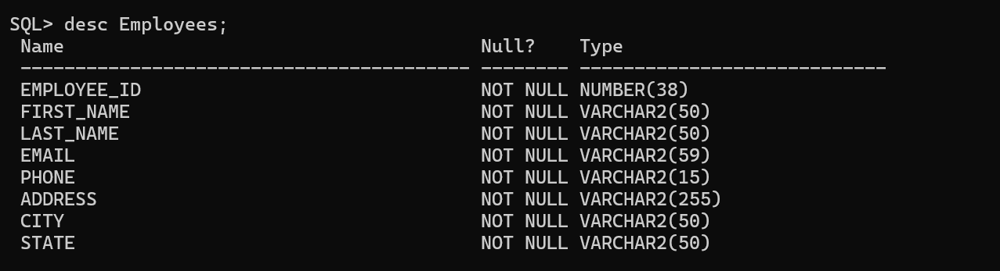 SQL> desc Employees;
 Name                                      Null?    Type
 ----------------------------------------- -------- ----------------------------
 EMPLOYEE_ID                               NOT NULL NUMBER(38)
 FIRST_NAME                                NOT NULL VARCHAR2(50)
 LAST_NAME                                 NOT NULL VARCHAR2(50)
 EMAIL                                     NOT NULL VARCHAR2(59)
 PHONE                                     NOT NULL VARCHAR2(15)
 ADDRESS                                   NOT NULL VARCHAR2(255)
 CITY                                      NOT NULL VARCHAR2(50)
 STATE                                     NOT NULL VARCHAR2(50)